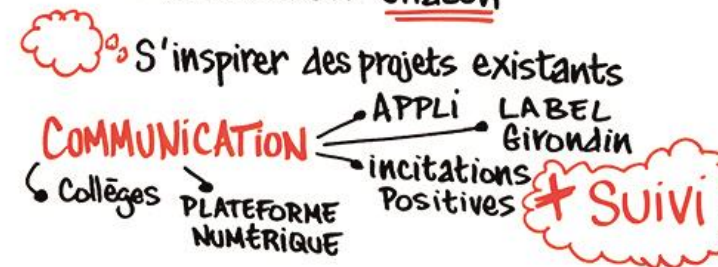 S'inspirer des projets existants
COMMUNICATION
APPLI
LABEL
Girondin
incitations
Positives
+ SUIVI
Collèges
PLATEFORME
NUMÉRIQUE